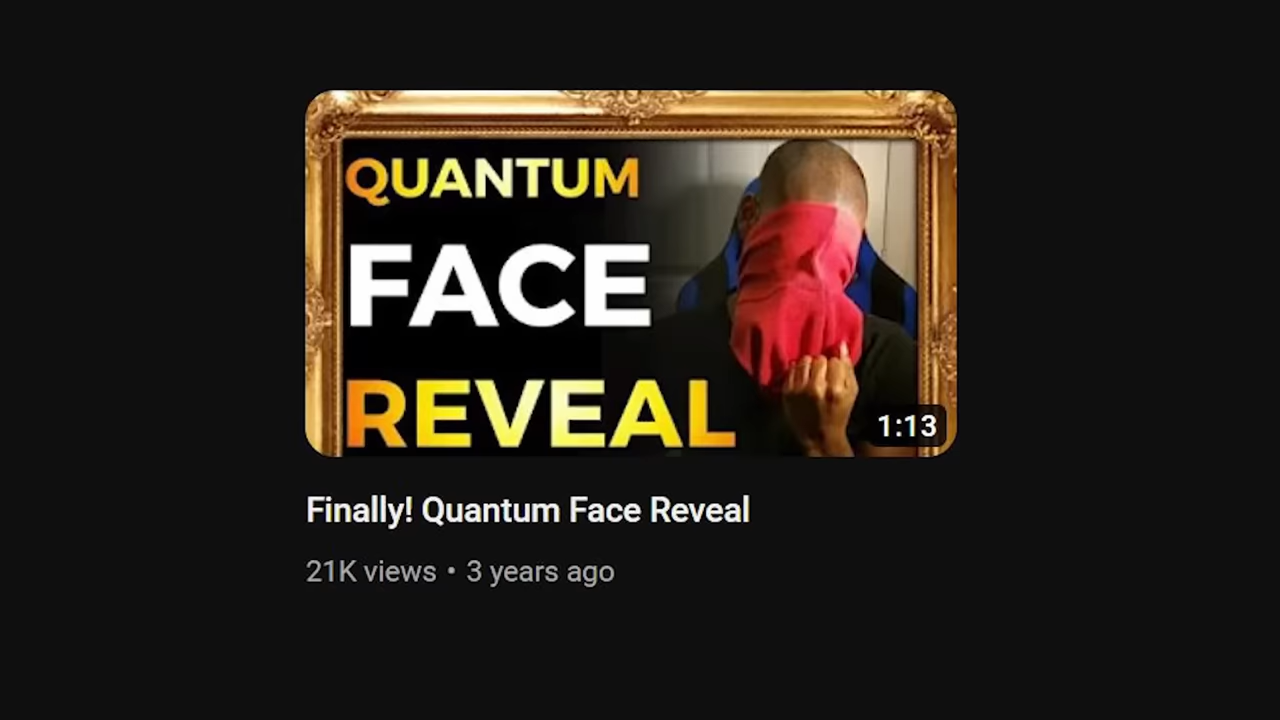 QUANTUM
FACE
REVEAL
1:13
Finally! Quantum Face Reveal
21K views • 3 years ago